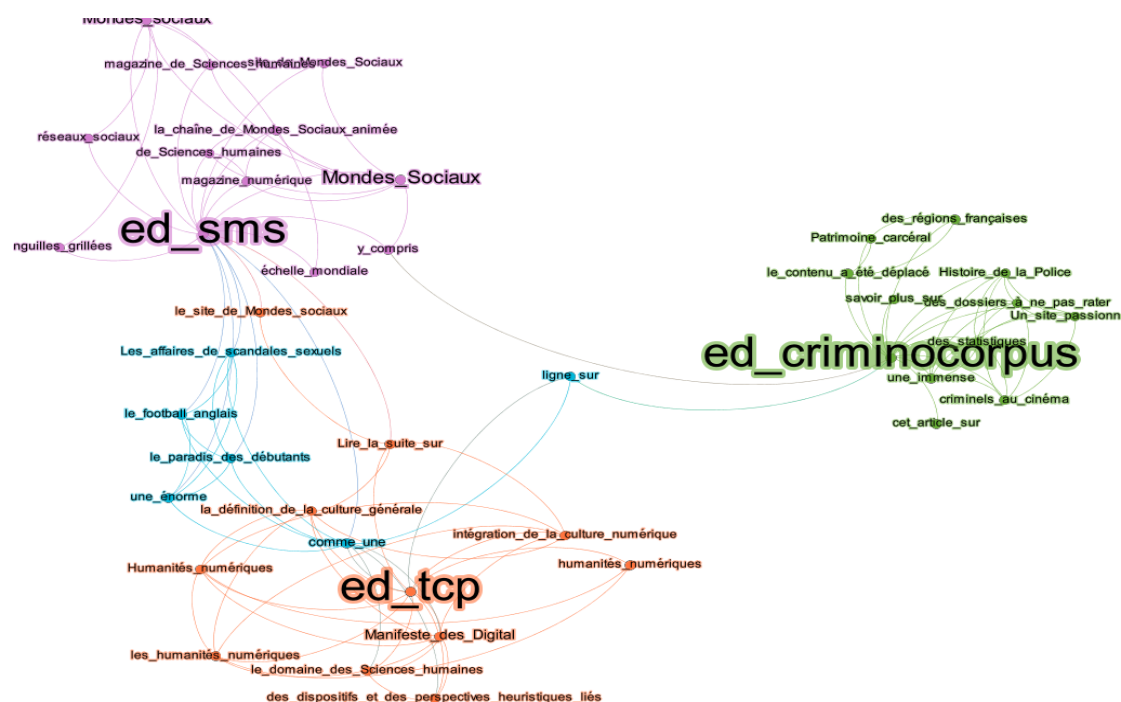 Mondes_sociaux
magazine_de_Sciences_humaines
site_de_Mondes_Sociaux
réseaux_sociaux
la_chaîne_de_Mondes_Sociaux_animée
de_Sciences_humaines
magazine_numérique
Mondes_Sociaux
ed_sms
nguilles_grillées
y_compris
échelle_mondiale
des_régions_françaises
Patrimoine_carcéral
le_contenu_a_été_déplacé
Histoire_de_la_Police
savoir_plus_sur
des_dossiers_à_ne_pas_rater
Un_site_passionn
des_statistiques
ed_criminocorpus
une_immense
criminels_au_cinéma
cet_article_sur
le_site_de_Mondes_sociaux
Les_affaires_de_scandales_sexuels
ligne_sur
le_football_anglais
Lire_la_suite_sur
le_paradis_des_débutants
une_énorme
la_définition_de_la_culture_générale
comme_une
intégration_de_la_culture_numérique
Humanités_numériques
humanités_numériques
ed_tcp
Manifeste_des_Digital
les_humanités_numériques
le_domaine_des_Sciences_humaines
des_dispositifs_et_des_perspectives_heuristiques_liés